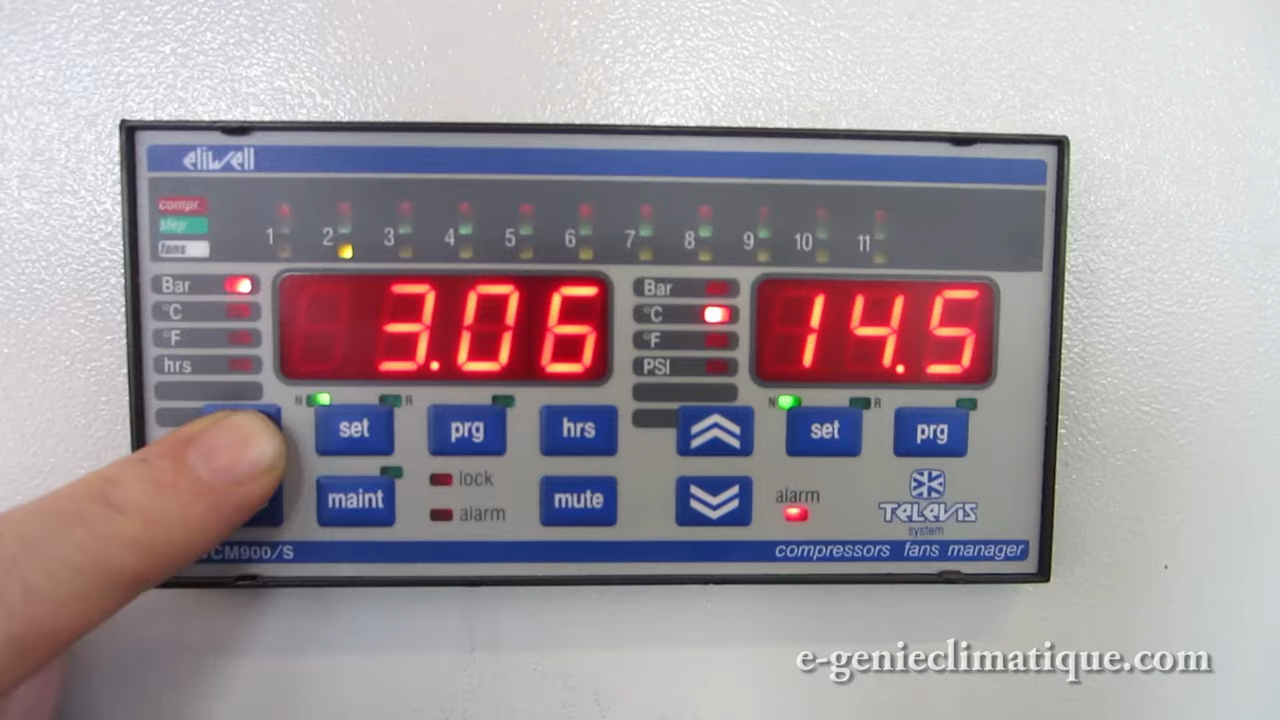 eliwell
compr.
step
fans
1 2 3 4 5 6 7 8 9 10 11
Bar
°C
°F
hrs
3.06
Bar
°C
°F
PSI
14.5
N R
set prg hrs
N R
set prg
maint
lock
alarm
mute
alarm
TELEVIS
system
CM900/S
compressors fans manager
e-genieclimatique.com